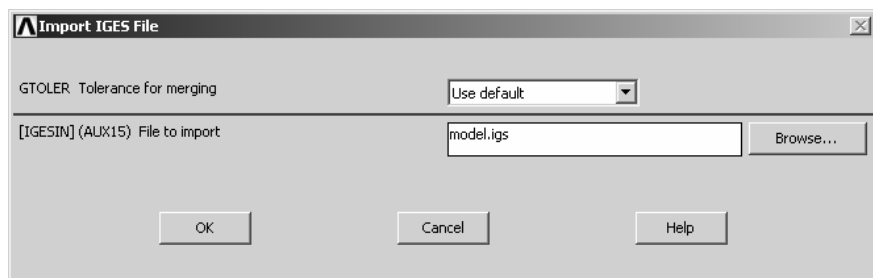 Import IGES File
GTOLER Tolerance for merging
Use default
[IGESIN] (AUX15) File to import
model.igs
Browse...
OK
Cancel
Help